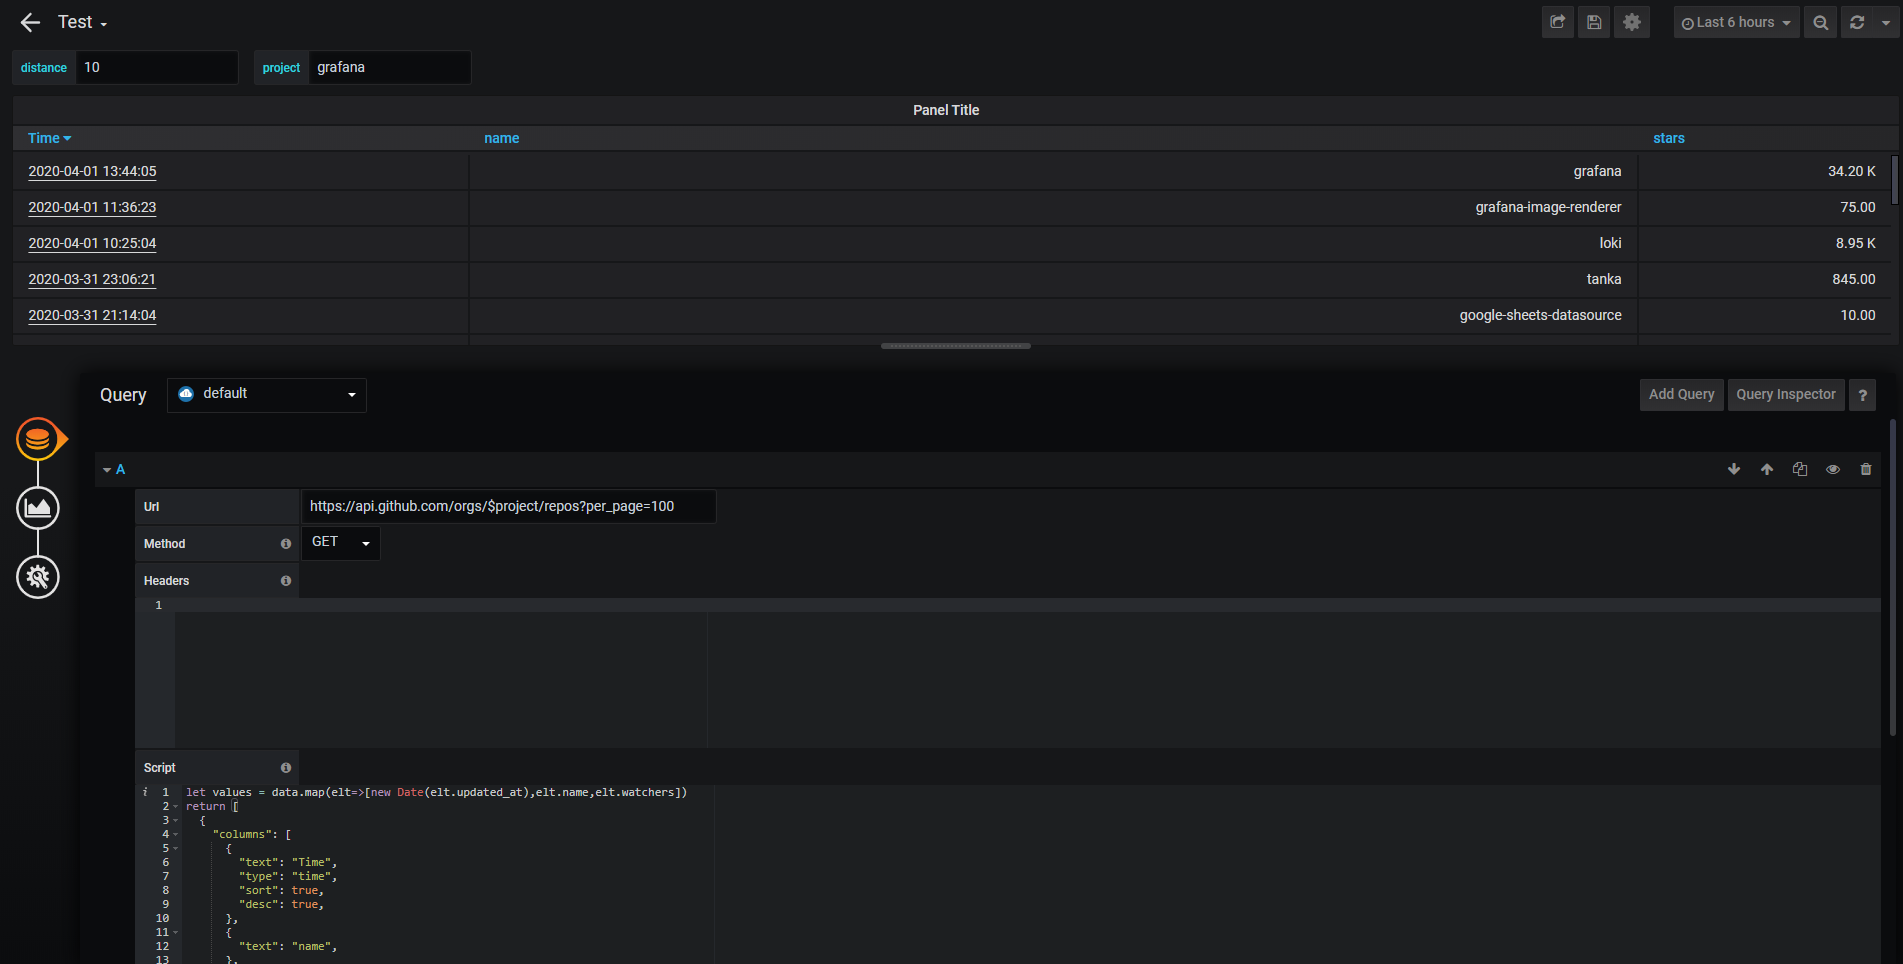 Test
Last 6 hours
distance 10 project grafana
Panel Title
Time name stars
2020-04-01 13:44:05 grafana 34.20 K
2020-04-01 11:36:23 grafana-image-renderer 75.00
2020-04-01 10:25:04 loki 8.95 K
2020-03-31 23:06:21 tanka 845.00
2020-03-31 21:14:04 google-sheets-datasource 10.00
Query default Add Query Query Inspector ?
A
Url https://api.github.com/orgs/$project/repos?per_page=100
Method GET
Headers
1
Script
i 1 let values = data.map(elt=>[new Date(elt.updated_at),elt.name,elt.watchers])
2 return [
3 {
4 "columns": [
5 {
6 "text": "Time",
7 "type": "time",
8 "sort": true,
9 "desc": true,
10 },
11 {
12 "text": "name",
13 },